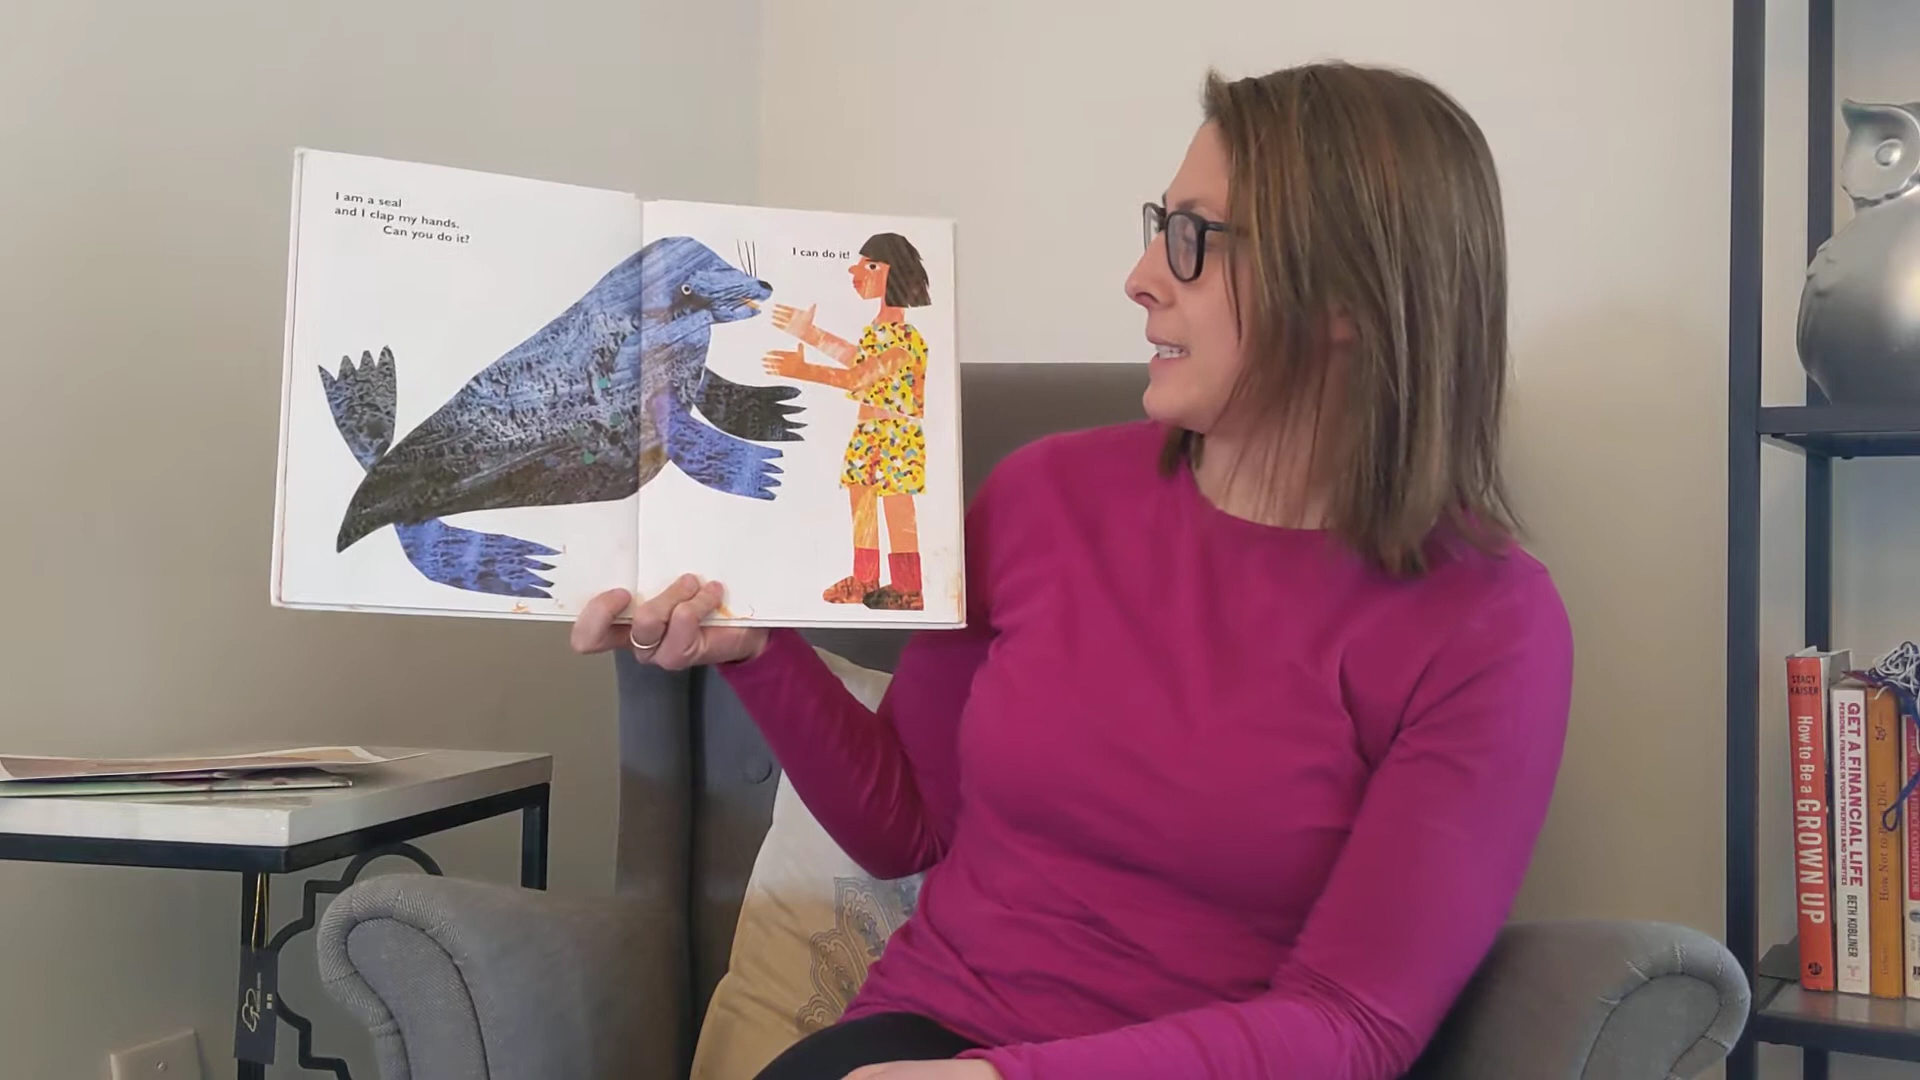 I am a seal
and I clap my hands.
Can you do it?
I can do it!
STACY
KAISER
How to Be a GROWN UP
GET A FINANCIAL LIFE
PERSONAL FINANCE IN YOUR TWENTIES AND THIRTIES
BETH KOBLINER